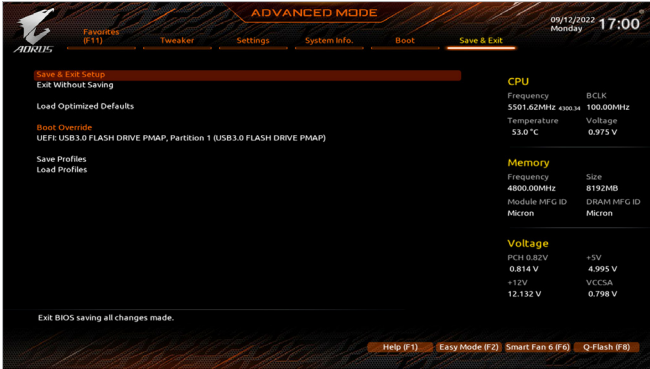 ADVANCED MODE
09/12/2022 Monday 17:00
AORUS
Favorites (F11) Tweaker Settings System Info. Boot Save & Exit
Save & Exit Setup
Exit Without Saving
Load Optimized Defaults
Boot Override
UEFI: USB3.0 FLASH DRIVE PMAP, Partition 1 (USB3.0 FLASH DRIVE PMAP)
Save Profiles
Load Profiles
CPU
Frequency BCLK
5501.62MHz 4300.34 100.00MHz
Temperature Voltage
53.0 °C 0.975 V
Memory
Frequency Size
4800.00MHz 8192MB
Module MFG ID DRAM MFG ID
Micron Micron
Voltage
PCH 0.82V +5V
0.814 V 4.995 V
+12V VCCSA
12.132 V 0.798 V
Exit BIOS saving all changes made.
Help (F1) Easy Mode (F2) Smart Fan 6 (F6) Q-Flash (F8)